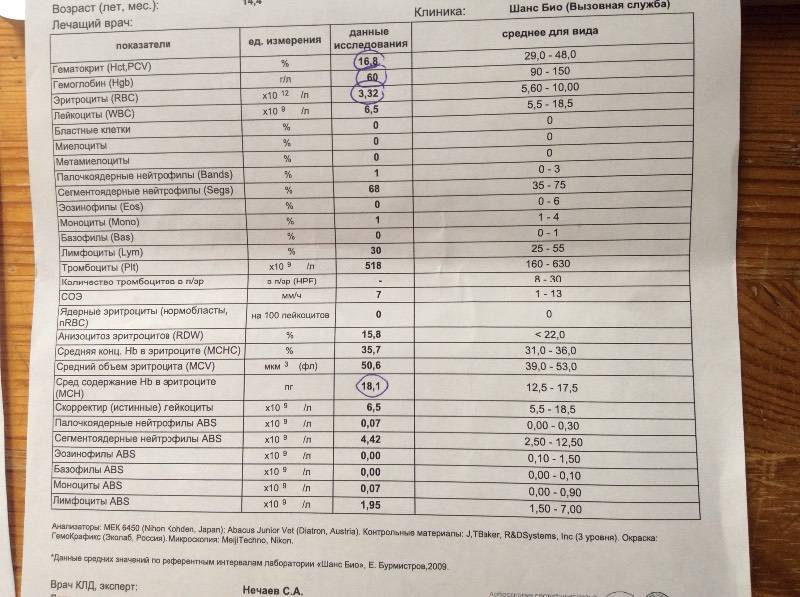 Возраст (лет, мес.): 14,4
Клиника: Шанс Био (Вызовная служба)
Лечащий врач:
показатели ед. измерения данные исследования среднее для вида
Гематокрит (Hct,PCV) % 16,8 29,0 - 48,0
Гемоглобин (Hgb) г/л 60 90 - 150
Эритроциты (RBC) x10 12 /л 3,32 5,60 - 10,00
Лейкоциты (WBC) x10 9 /л 6,5 5,5 - 18,5
Бластные клетки % 0 0
Миелоциты % 0 0
Метамиелоциты % 0 0
Палочкоядерные нейтрофилы (Bands) % 1 0 - 3
Сегментоядерные нейтрофилы (Segs) % 68 35 - 75
Эозинофилы (Eos) % 0 0 - 6
Моноциты (Mono) % 1 1 - 4
Базофилы (Bas) % 0 0 - 1
Лимфоциты (Lym) % 30 25 - 55
Тромбоциты (Plt) x10 9 /л 518 160 - 630
Количество тромбоцитов в п/зр в п/зр (HPF) - 8 - 30
СОЭ мм/ч 7 1 - 13
Ядерные эритроциты (нормобласты, nRBC) на 100 лейкоцитов 0 0
Анизоцитоз эритроцитов (RDW) % 15,8 < 22,0
Средняя конц. Hb в эритроците (MCHC) % 35,7 31,0 - 36,0
Средний объем эритроцита (MCV) мкм 3 (фл) 50,6 39,0 - 53,0
Сред содержание Hb в эритроците (MCH) пг 18,1 12,5 - 17,5
Скорректир (истинные) лейкоциты x10 9 /л 6,5 5,5 - 18,5
Палочкоядерные нейтрофилы ABS x10 9 /л 0,07 0,00 - 0,30
Сегментоядерные нейтрофилы ABS x10 9 /л 4,42 2,50 - 12,50
Эозинофилы ABS x10 9 /л 0,00 0,10 - 1,50
Базофилы ABS x10 9 /л 0,00 0,00 - 0,10
Моноциты ABS x10 9 /л 0,07 0,00 - 0,90
Лимфоциты ABS x10 9 /л 1,95 1,50 - 7,00
Анализаторы: MEK 6450 (Nihon Kohden, Japan); Abacus Junior Vet (Diatron, Austria). Контрольные материалы: J,TBaker, R&DSystems, Inc (3 уровня). Окраска:
ГемоКрафикс (Эколаб, Россия). Микроскопия: MeijiTechno, Nikon.
*Данные средних значений по референтным интервалам лаборатории «Шанс Био», Е. Бурмистров,2009.
Врач КЛД, эксперт: Нечаев С.А.